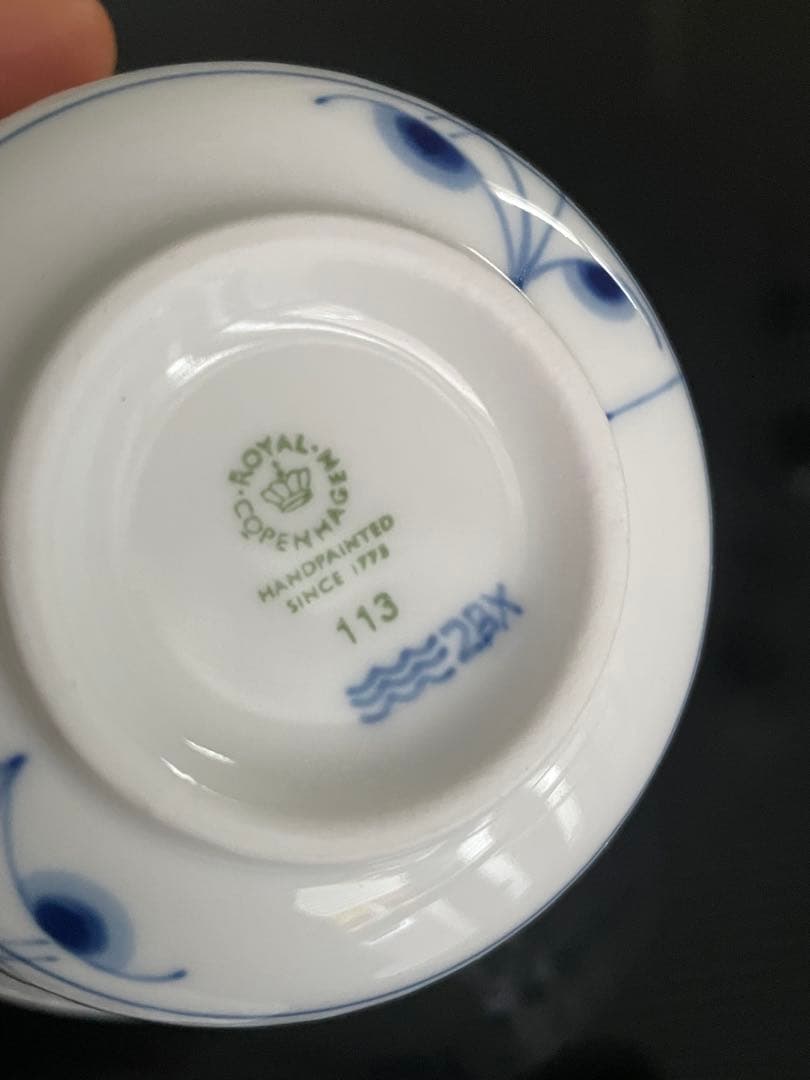 ·ROYAL·
COPENHAGEN
HANDPAINTED
SINCE 1775
113
2BX